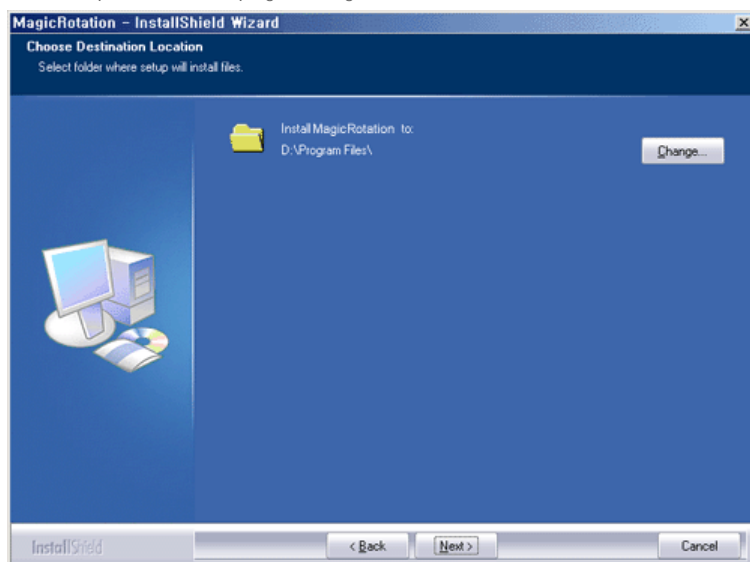 MagicRotation – InstallShield Wizard
Choose Destination Location
Select folder where setup will install files.
Install MagicRotation to:
D:\Program Files\
Change...
InstallShield
< Back
Next >
Cancel